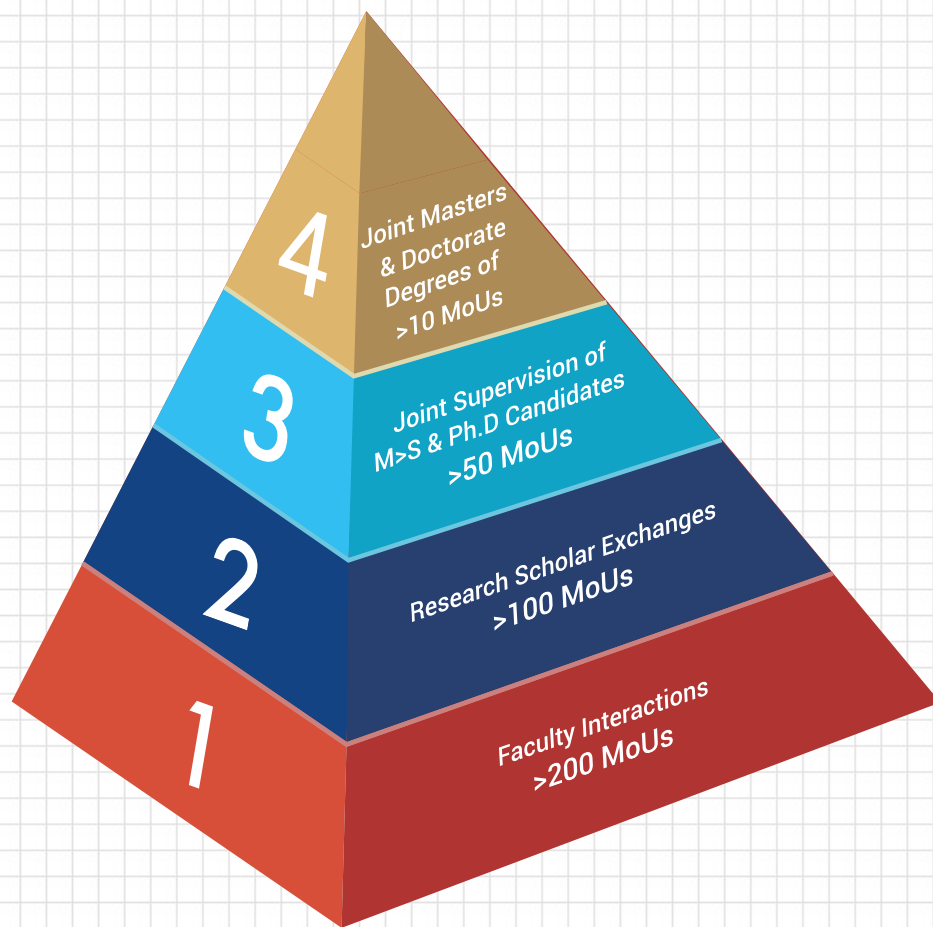 4
Joint Masters
& Doctorate
Degrees of
>10 MoUs
3
Joint Supervision of
M>S & Ph.D Candidates
>50 MoUs
2
Research Scholar Exchanges
>100 MoUs
1
Faculty Interactions
>200 MoUs